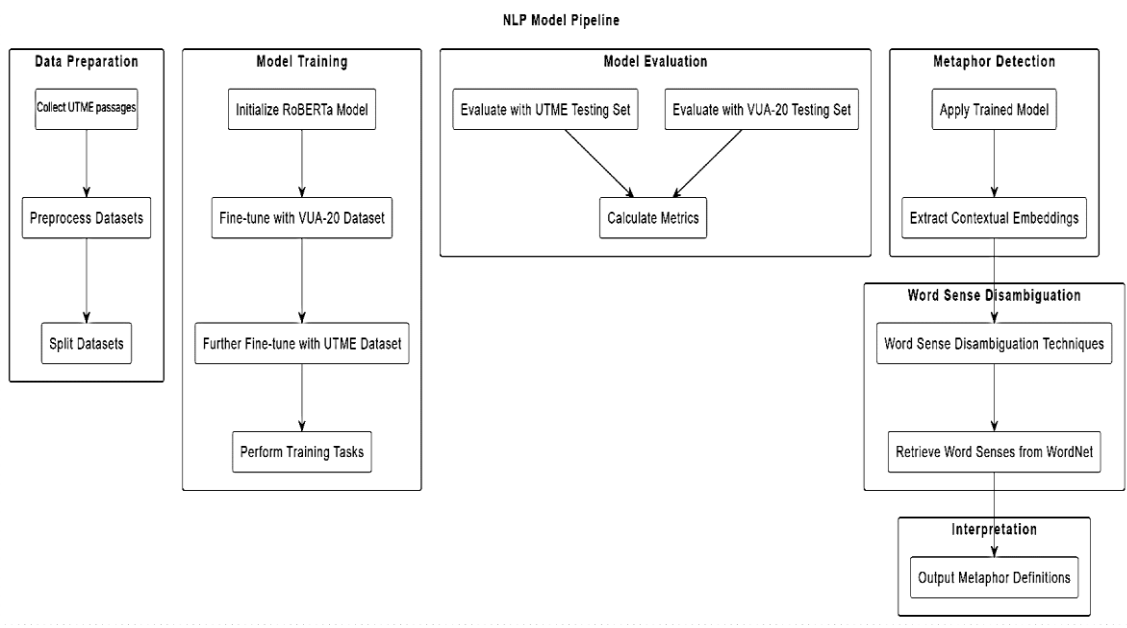 NLP Model Pipeline
Data Preparation
Collect UTME passages
Preprocess Datasets
Split Datasets
Model Training
Initialize RoBERTa Model
Fine-tune with VUA-20 Dataset
Further Fine-tune with UTME Dataset
Perform Training Tasks
Model Evaluation
Evaluate with UTME Testing Set
Evaluate with VUA-20 Testing Set
Calculate Metrics
Metaphor Detection
Apply Trained Model
Extract Contextual Embeddings
Word Sense Disambiguation
Word Sense Disambiguation Techniques
Retrieve Word Senses from WordNet
Interpretation
Output Metaphor Definitions